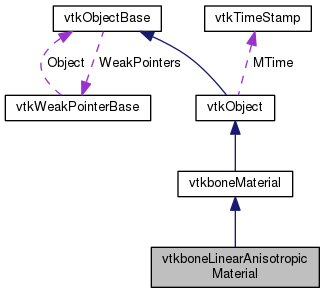 vtkObjectBase
vtkTimeStamp
Object
WeakPointers
MTime
vtkWeakPointerBase
vtkObject
vtkboneMaterial
vtkboneLinearAnisotropic
Material